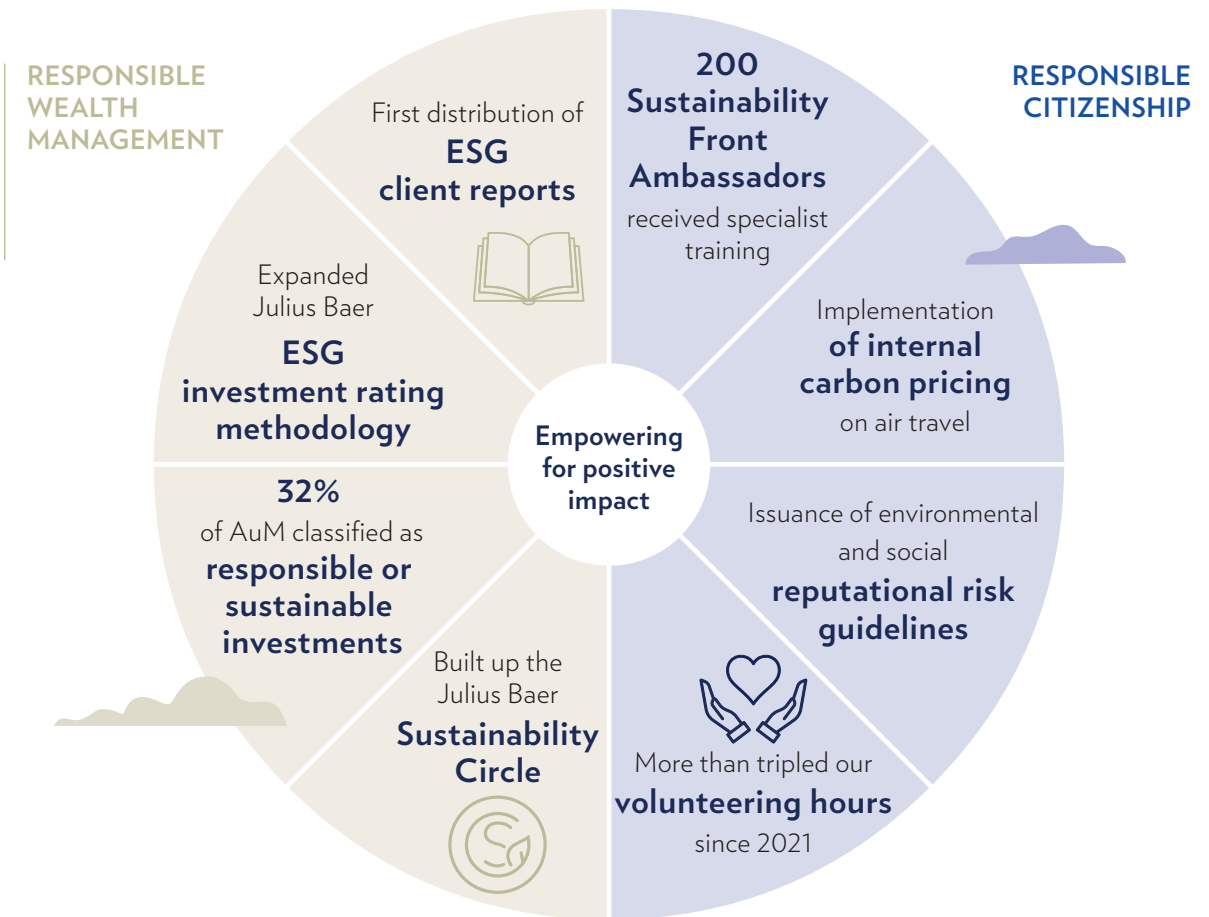 RESPONSIBLE
WEALTH
MANAGEMENT
First distribution of
ESG
client reports
Expanded
Julius Baer
ESG
investment rating
methodology
32%
of AuM classified as
responsible or
sustainable
investments
Built up the
Julius Baer
Sustainability
Circle
Empowering
for positive
impact
RESPONSIBLE
CITIZENSHIP
200
Sustainability
Front
Ambassadors
received specialist
training
Implementation
of internal
carbon pricing
on air travel
Issuance of environmental
and social
reputational risk
guidelines
More than tripled our
volunteering hours
since 2021